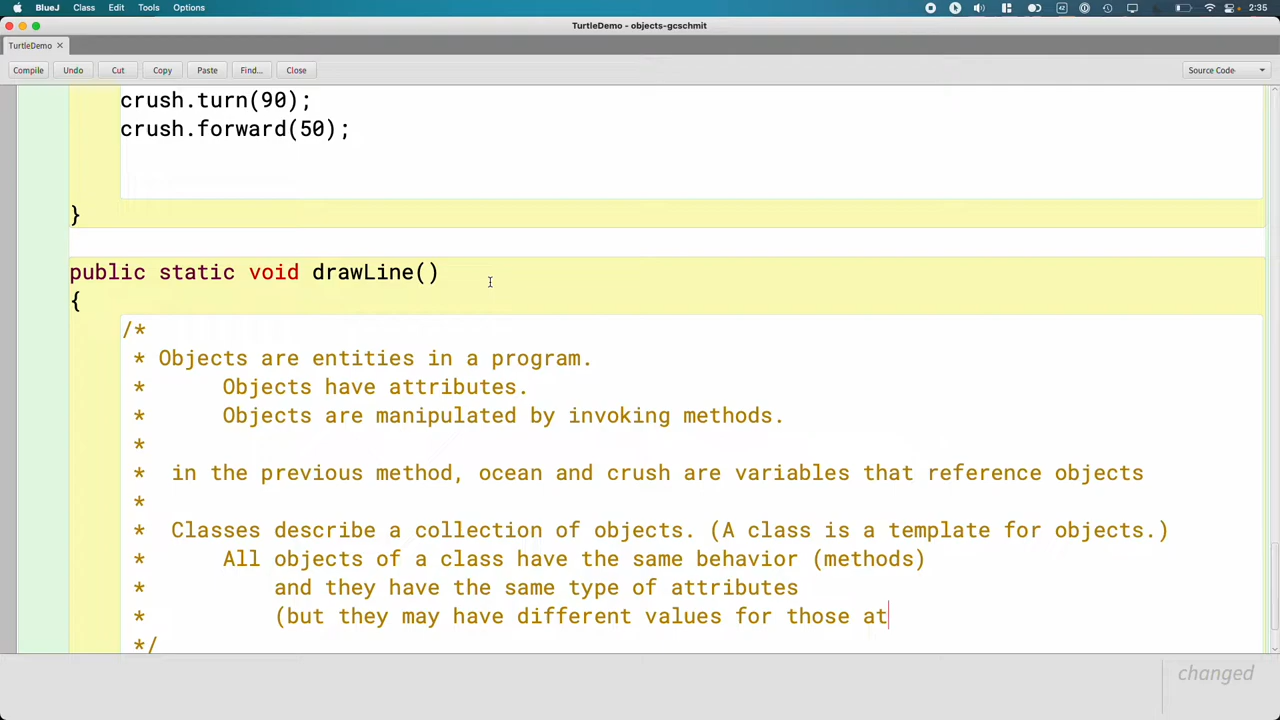 BlueJ Class Edit Tools Options 2:35
TurtleDemo - objects-gcschmit
TurtleDemo ×
Compile Undo Cut Copy Paste Find... Close Source Code
crush.turn(90);
crush.forward(50);
}
public static void drawLine()
{
/*
* Objects are entities in a program.
* Objects have attributes.
* Objects are manipulated by invoking methods.
*
* in the previous method, ocean and crush are variables that reference objects
*
* Classes describe a collection of objects. (A class is a template for objects.)
* All objects of a class have the same behavior (methods)
* and they have the same type of attributes
* (but they may have different values for those at
*/
changed